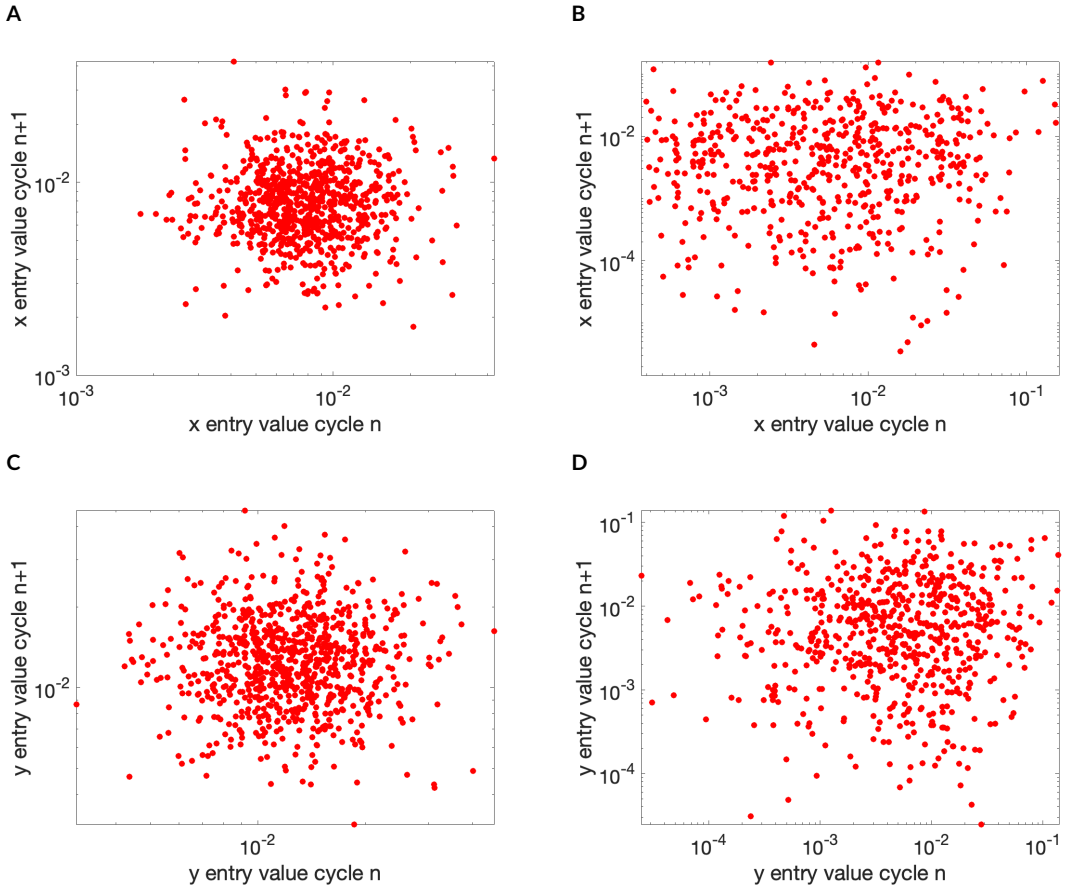 A
x entry value cycle n+1
10-2
10-3
10-3
10-2
x entry value cycle n
B
x entry value cycle n+1
10-2
10-4
10-3
10-2
10-1
x entry value cycle n
C
y entry value cycle n+1
10-2
10-2
y entry value cycle n
D
y entry value cycle n+1
10-1
10-2
10-3
10-4
10-4
10-3
10-2
10-1
y entry value cycle n